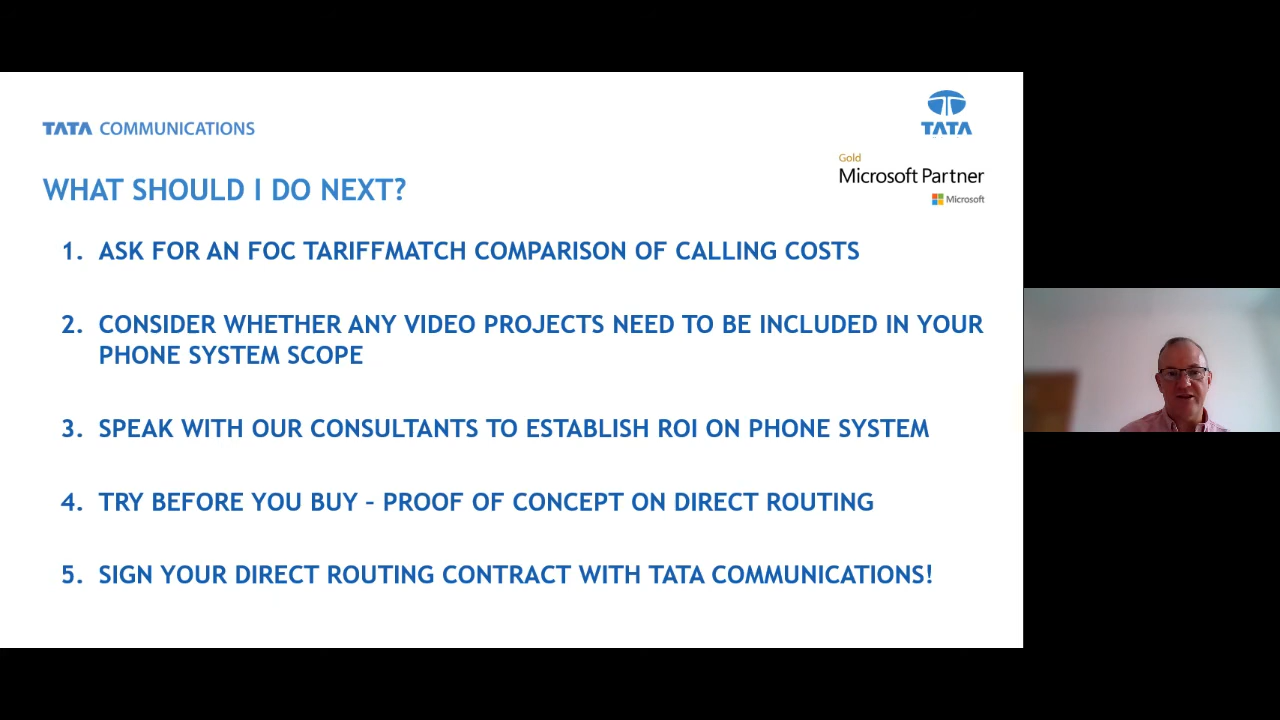 TATA COMMUNICATIONS
TATA
Gold
Microsoft Partner
Microsoft
WHAT SHOULD I DO NEXT?
1. ASK FOR AN FOC TARIFFMATCH COMPARISON OF CALLING COSTS
2. CONSIDER WHETHER ANY VIDEO PROJECTS NEED TO BE INCLUDED IN YOUR
PHONE SYSTEM SCOPE
3. SPEAK WITH OUR CONSULTANTS TO ESTABLISH ROI ON PHONE SYSTEM
4. TRY BEFORE YOU BUY – PROOF OF CONCEPT ON DIRECT ROUTING
5. SIGN YOUR DIRECT ROUTING CONTRACT WITH TATA COMMUNICATIONS!